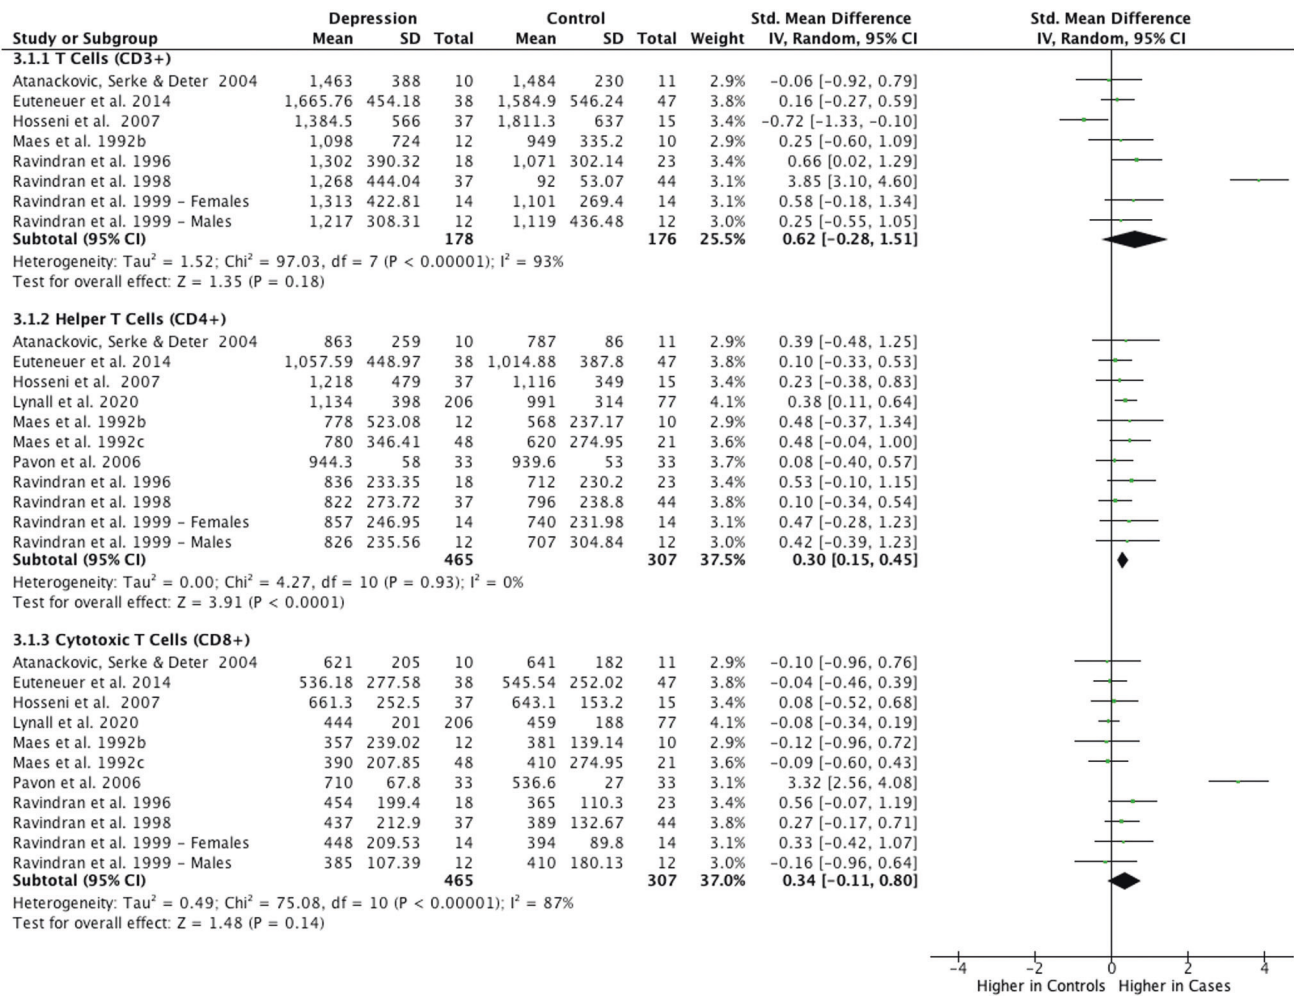 Depression Control Std. Mean Difference Std. Mean Difference
Study or Subgroup Mean SD Total Mean SD Total Weight IV, Random, 95% CI IV, Random, 95% CI
3.1.1 T Cells (CD3+)
Atanackovic, Serke & Deter 2004 1,463 388 10 1,484 230 11 2.9% -0.06 [-0.92, 0.79]
Euteneuer et al. 2014 1,665.76 454.18 38 1,584.9 546.24 47 3.8% 0.16 [-0.27, 0.59]
Hosseni et al. 2007 1,384.5 566 37 1,811.3 637 15 3.4% -0.72 [-1.33, -0.10]
Maes et al. 1992b 1,098 724 12 949 335.2 10 2.9% 0.25 [-0.60, 1.09]
Ravindran et al. 1996 1,302 390.32 18 1,071 302.14 23 3.4% 0.66 [0.02, 1.29]
Ravindran et al. 1998 1,268 444.04 37 92 53.07 44 3.1% 3.85 [3.10, 4.60]
Ravindran et al. 1999 – Females 1,313 422.81 14 1,101 269.4 14 3.1% 0.58 [-0.18, 1.34]
Ravindran et al. 1999 – Males 1,217 308.31 12 1,119 436.48 12 3.0% 0.25 [-0.55, 1.05]
Subtotal (95% CI) 178 176 25.5% 0.62 [-0.28, 1.51]
Heterogeneity: Tau² = 1.52; Chi² = 97.03, df = 7 (P < 0.00001); I² = 93%
Test for overall effect: Z = 1.35 (P = 0.18)
3.1.2 Helper T Cells (CD4+)
Atanackovic, Serke & Deter 2004 863 259 10 787 86 11 2.9% 0.39 [-0.48, 1.25]
Euteneuer et al. 2014 1,057.59 448.97 38 1,014.88 387.8 47 3.8% 0.10 [-0.33, 0.53]
Hosseni et al. 2007 1,218 479 37 1,116 349 15 3.4% 0.23 [-0.38, 0.83]
Lynall et al. 2020 1,134 398 206 991 314 77 4.1% 0.38 [0.11, 0.64]
Maes et al. 1992b 778 523.08 12 568 237.17 10 2.9% 0.48 [-0.37, 1.34]
Maes et al. 1992c 780 346.41 48 620 274.95 21 3.6% 0.48 [-0.04, 1.00]
Pavon et al. 2006 944.3 58 33 939.6 53 33 3.7% 0.08 [-0.40, 0.57]
Ravindran et al. 1996 836 233.35 18 712 230.2 23 3.4% 0.53 [-0.10, 1.15]
Ravindran et al. 1998 822 273.72 37 796 238.8 44 3.8% 0.10 [-0.34, 0.54]
Ravindran et al. 1999 – Females 857 246.95 14 740 231.98 14 3.1% 0.47 [-0.28, 1.23]
Ravindran et al. 1999 – Males 826 235.56 12 707 304.84 12 3.0% 0.42 [-0.39, 1.23]
Subtotal (95% CI) 465 307 37.5% 0.30 [0.15, 0.45]
Heterogeneity: Tau² = 0.00; Chi² = 4.27, df = 10 (P = 0.93); I² = 0%
Test for overall effect: Z = 3.91 (P < 0.0001)
3.1.3 Cytotoxic T Cells (CD8+)
Atanackovic, Serke & Deter 2004 621 205 10 641 182 11 2.9% -0.10 [-0.96, 0.76]
Euteneuer et al. 2014 536.18 277.58 38 545.54 252.02 47 3.8% -0.04 [-0.46, 0.39]
Hosseni et al. 2007 661.3 252.5 37 643.1 153.2 15 3.4% 0.08 [-0.52, 0.68]
Lynall et al. 2020 444 201 206 459 188 77 4.1% -0.08 [-0.34, 0.19]
Maes et al. 1992b 357 239.02 12 381 139.14 10 2.9% -0.12 [-0.96, 0.72]
Maes et al. 1992c 390 207.85 48 410 274.95 21 3.6% -0.09 [-0.60, 0.43]
Pavon et al. 2006 710 67.8 33 536.6 27 33 3.1% 3.32 [2.56, 4.08]
Ravindran et al. 1996 454 199.4 18 365 110.3 23 3.4% 0.56 [-0.07, 1.19]
Ravindran et al. 1998 437 212.9 37 389 132.67 44 3.8% 0.27 [-0.17, 0.71]
Ravindran et al. 1999 – Females 448 209.53 14 394 89.8 14 3.1% 0.33 [-0.42, 1.07]
Ravindran et al. 1999 – Males 385 107.39 12 410 180.13 12 3.0% -0.16 [-0.96, 0.64]
Subtotal (95% CI) 465 307 37.0% 0.34 [-0.11, 0.80]
Heterogeneity: Tau² = 0.49; Chi² = 75.08, df = 10 (P < 0.00001); I² = 87%
Test for overall effect: Z = 1.48 (P = 0.14)
-4 -2 0 2 4
Higher in Controls Higher in Cases